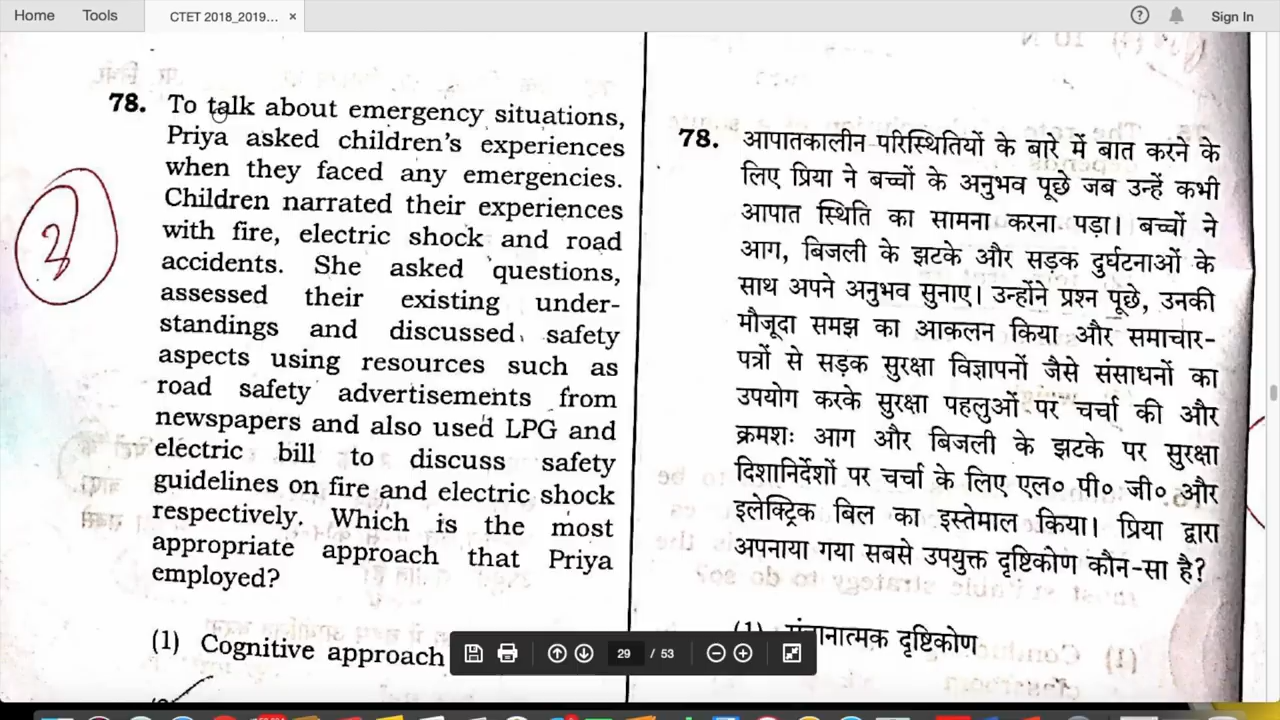 Home Tools CTET 2018_2019... × Sign In
78. To talk about emergency situations,
Priya asked children's experiences
when they faced any emergencies.
Children narrated their experiences
with fire, electric shock and road
accidents. She asked questions,
assessed their existing under-
standings and discussed safety
aspects using resources such as
road safety advertisements from
newspapers and also used LPG and
electric bill to discuss safety
guidelines on fire and electric shock
respectively. Which is the most
appropriate approach that Priya
employed?
(1) Cognitive approach
78. आपातकालीन परिस्थितियों के बारे में बात करने के
लिए प्रिया ने बच्चों के अनुभव पूछे जब उन्हें कभी
आपात स्थिति का सामना करना पड़ा। बच्चों ने
आग, बिजली के झटके और सड़क दुर्घटनाओं के
साथ अपने अनुभव सुनाए। उन्होंने प्रश्न पूछे, उनकी
मौजूदा समझ का आकलन किया और समाचार-
पत्रों से सड़क सुरक्षा विज्ञापनों जैसे संसाधनों का
उपयोग करके सुरक्षा पहलुओं पर चर्चा की और
क्रमशः आग और बिजली के झटके पर सुरक्षा
दिशानिर्देशों पर चर्चा के लिए एल० पी० जी० और
इलेक्ट्रिक बिल का इस्तेमाल किया। प्रिया द्वारा
अपनाया गया सबसे उपयुक्त दृष्टिकोण कौन-सा है?
(1) संज्ञानात्मक दृष्टिकोण
29 / 53